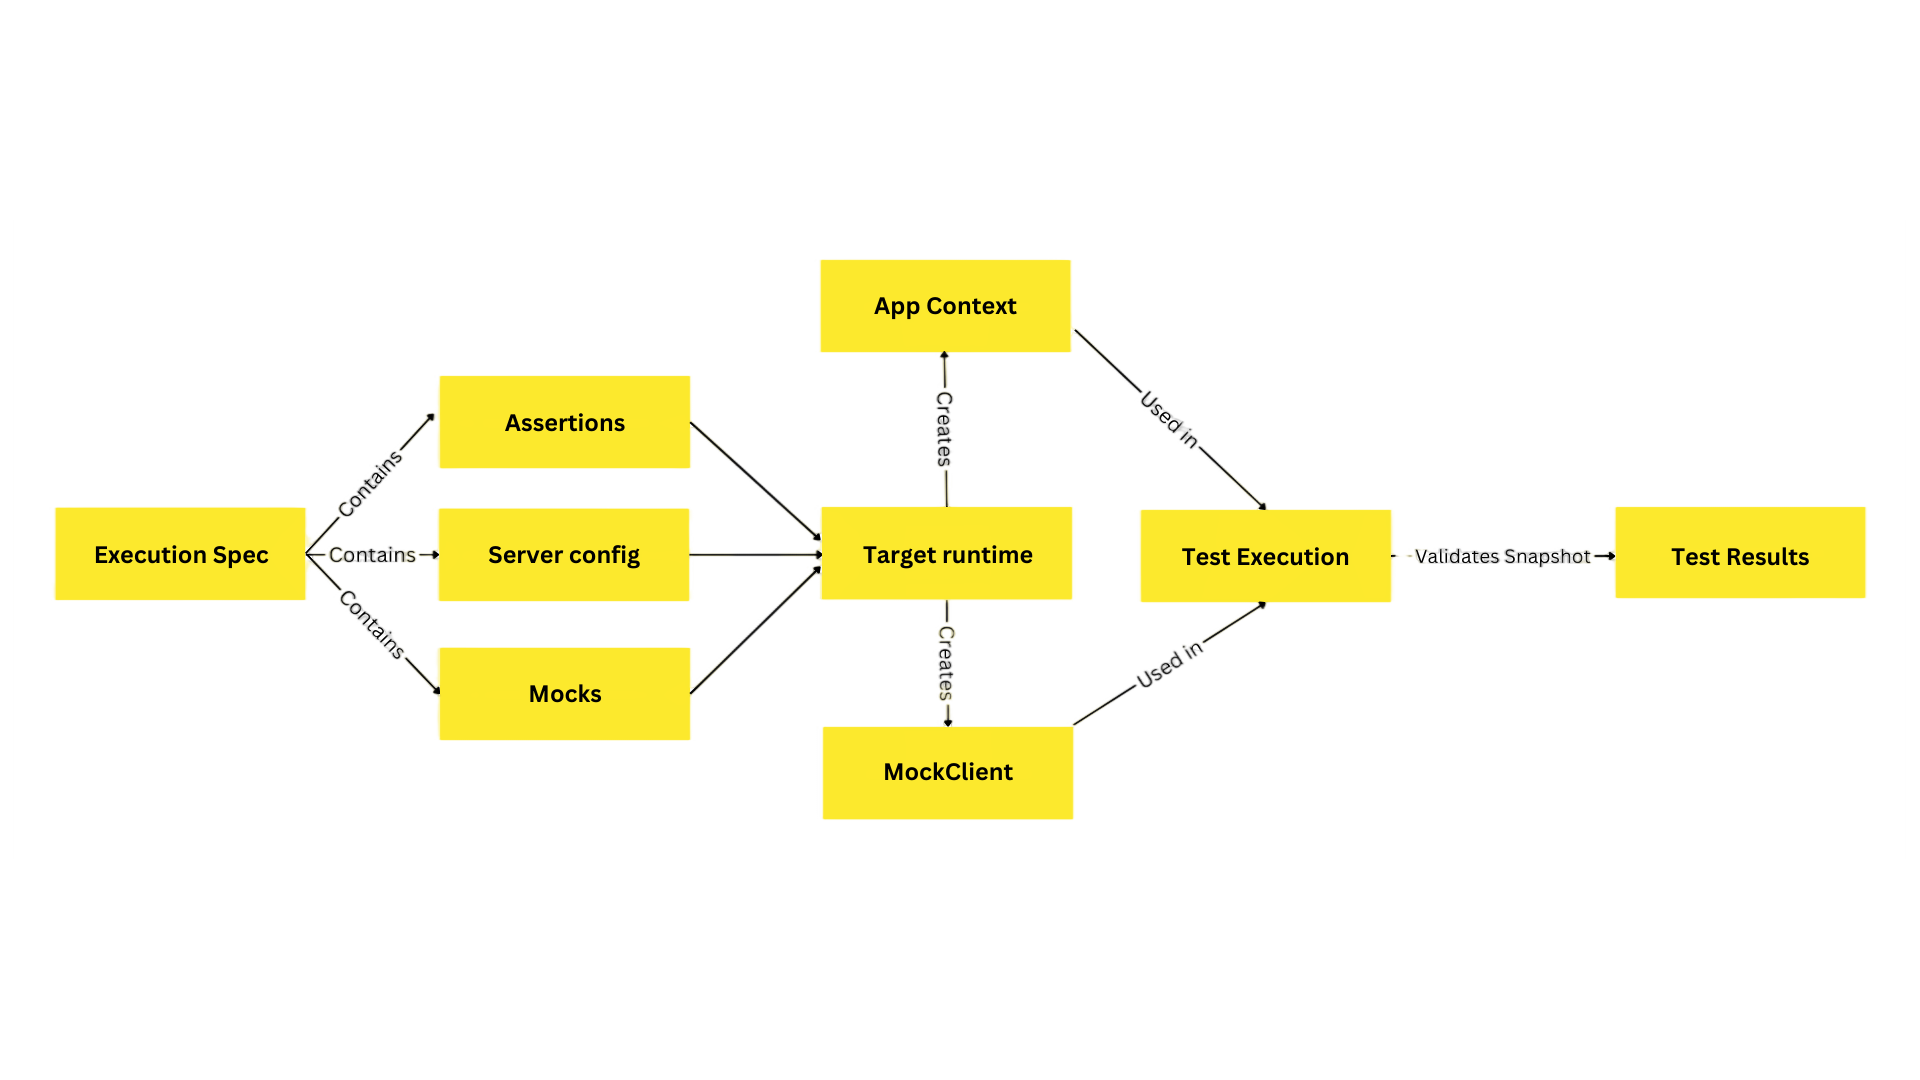 Execution Spec
Contains
Contains
Contains
Assertions
Server config
Mocks
App Context
Creates
Target runtime
Creates
MockClient
Used in
Used in
Test Execution
Validates Snapshot
Test Results